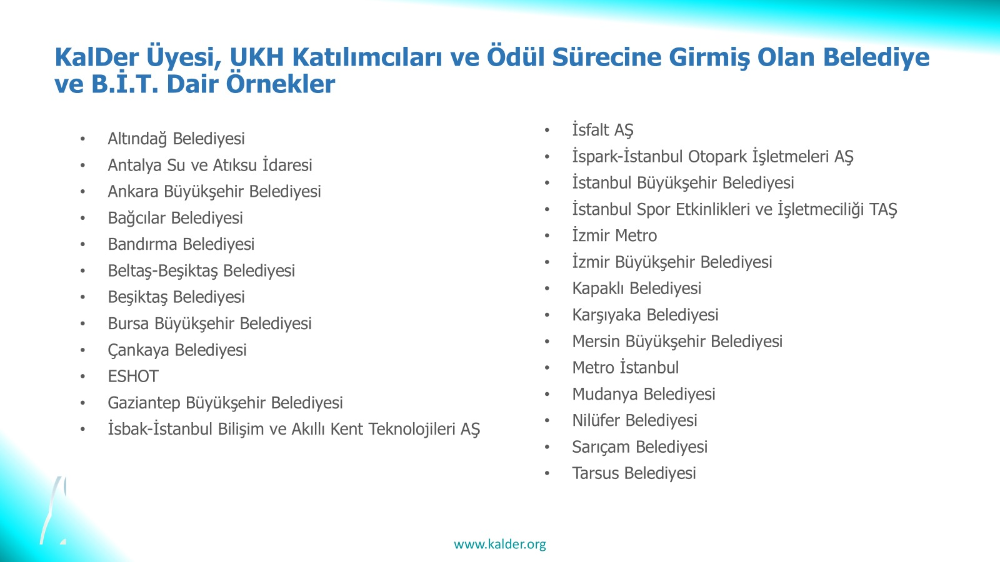 KalDer Üyesi, UKH Katılımcıları ve Ödül Sürecine Girmiş Olan Belediye
ve B.İ.T. Dair Örnekler
• Altındağ Belediyesi
• Antalya Su ve Atıksu İdaresi
• Ankara Büyükşehir Belediyesi
• Bağcılar Belediyesi
• Bandırma Belediyesi
• Beltaş-Beşiktaş Belediyesi
• Beşiktaş Belediyesi
• Bursa Büyükşehir Belediyesi
• Çankaya Belediyesi
• ESHOT
• Gaziantep Büyükşehir Belediyesi
• İsbak-İstanbul Bilişim ve Akıllı Kent Teknolojileri AŞ
• İsfalt AŞ
• İspark-İstanbul Otopark İşletmeleri AŞ
• İstanbul Büyükşehir Belediyesi
• İstanbul Spor Etkinlikleri ve İşletmeciliği TAŞ
• İzmir Metro
• İzmir Büyükşehir Belediyesi
• Kapaklı Belediyesi
• Karşıyaka Belediyesi
• Mersin Büyükşehir Belediyesi
• Metro İstanbul
• Mudanya Belediyesi
• Nilüfer Belediyesi
• Sarıçam Belediyesi
• Tarsus Belediyesi
www.kalder.org